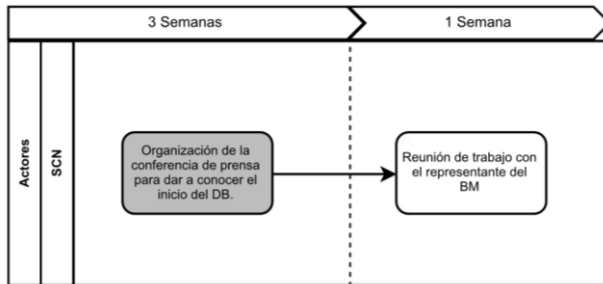 3 Semanas
1 Semana
Actores
SCN
Organización de la
conferencia de prensa
para dar a conocer el
inicio del DB.
Reunión de trabajo con
el representante del
BM